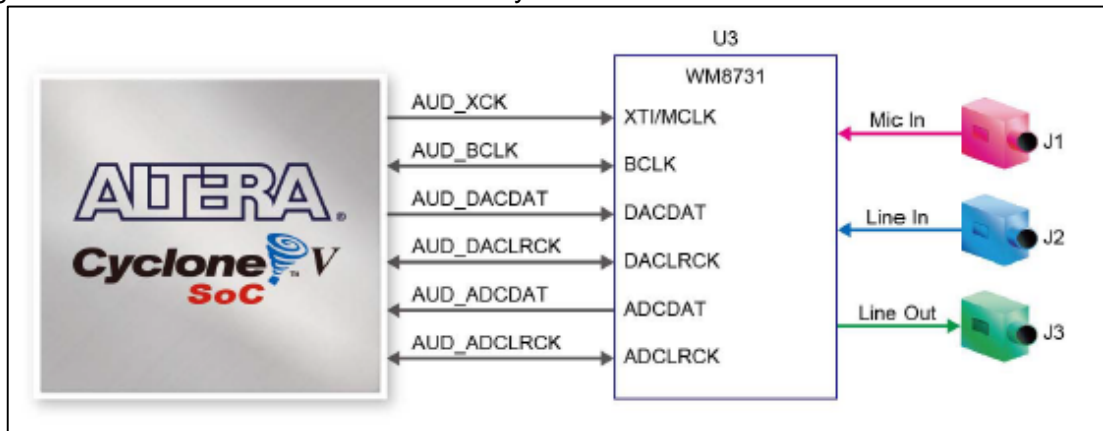 U3
WM8731
AUD_XCK
XTI/MCLK
Mic In
J1
AUD_BCLK
BCLK
ALTERA®
AUD_DACDAT
DACDAT
Line In
J2
Cyclone™ V
SoC
AUD_DACLRCK
DACLRCK
AUD_ADCDAT
ADCDAT
Line Out
J3
AUD_ADCLRCK
ADCLRCK